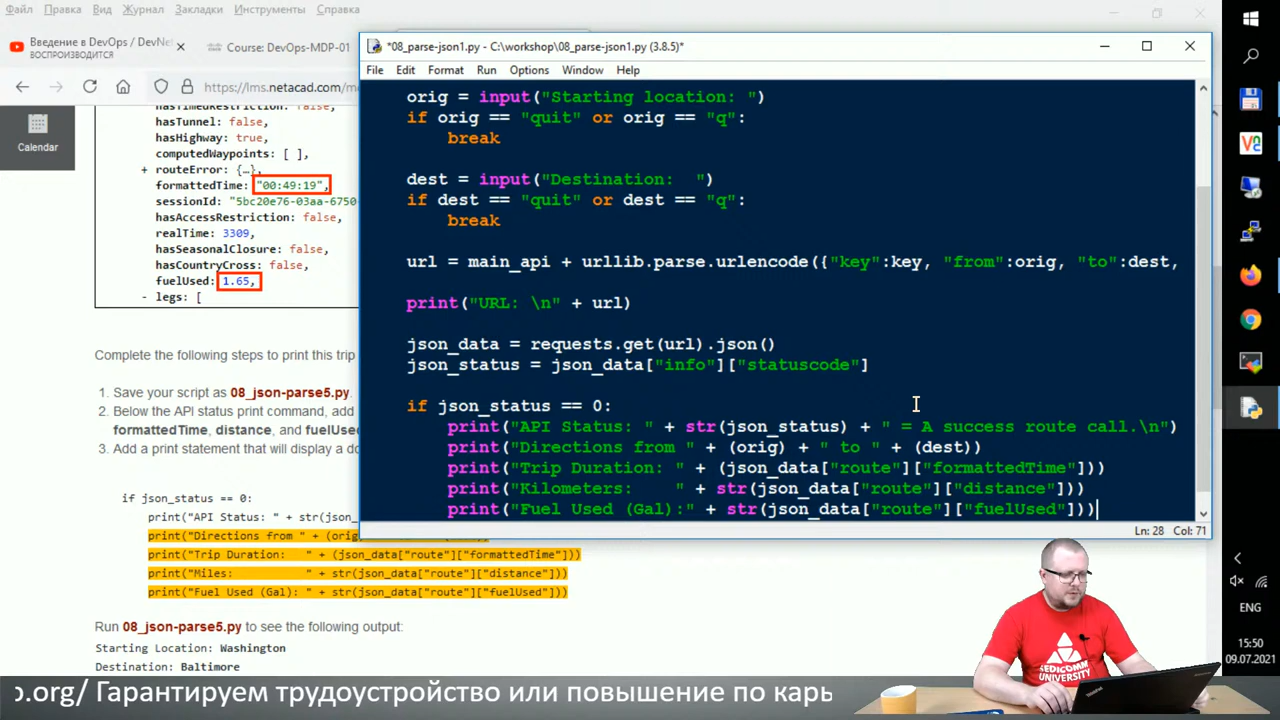 Файл Правка Вид Журнал Закладки Инструменты Справка
Введение в DevOps / DevNet
ВОСПРОИЗВОДИТСЯ
Course: DevOps-MDP-01
https://lms.netacad.com/
*08_parse-json1.py - C:\workshop\08_parse-json1.py (3.8.5)*
File Edit Format Run Options Window Help
orig = input("Starting location: ")
if orig == "quit" or orig == "q":
break
dest = input("Destination:  ")
if dest == "quit" or dest == "q":
break
url = main_api + urllib.parse.urlencode({"key":key, "from":orig, "to":dest,
print("URL: \n" + url)
json_data = requests.get(url).json()
json_status = json_data["info"]["statuscode"]
if json_status == 0:
print("API Status: " + str(json_status) + " = A success route call.\n")
print("Directions from " + (orig) + " to " + (dest))
print("Trip Duration: " + (json_data["route"]["formattedTime"]))
print("Kilometers:    " + str(json_data["route"]["distance"]))
print("Fuel Used (Gal):" + str(json_data["route"]["fuelUsed"]))
Ln: 28 Col: 71
Calendar
hasTunnel: false,
hasHighway: true,
computedWaypoints: [ ],
+ routeError: {…},
formattedTime: "00:49:19",
sessionId: "5bc20e76-03aa-6750-
hasAccessRestriction: false,
realTime: 3309,
hasSeasonalClosure: false,
hasCountryCross: false,
fuelUsed: 1.65,
- legs: [
Complete the following steps to print this trip
1. Save your script as 08_json-parse5.py.
2. Below the API status print command, add
formattedTime, distance, and fuelUsed
3. Add a print statement that will display a do
if json_status == 0:
print("API Status: " + str(json_st
print("Directions from " + (orig
print("Trip Duration:   " + (json_data["route"]["formattedTime"]))
print("Miles:           " + str(json_data["route"]["distance"]))
print("Fuel Used (Gal): " + str(json_data["route"]["fuelUsed"]))
Run 08_json-parse5.py to see the following output:
Starting Location: Washington
Destination: Baltimore
ENG
15:50
09.07.2021
SEDICOMM
UNIVERSITY
ThinkPad
o.org/ Гарантируем трудоустройство или повышение по карь